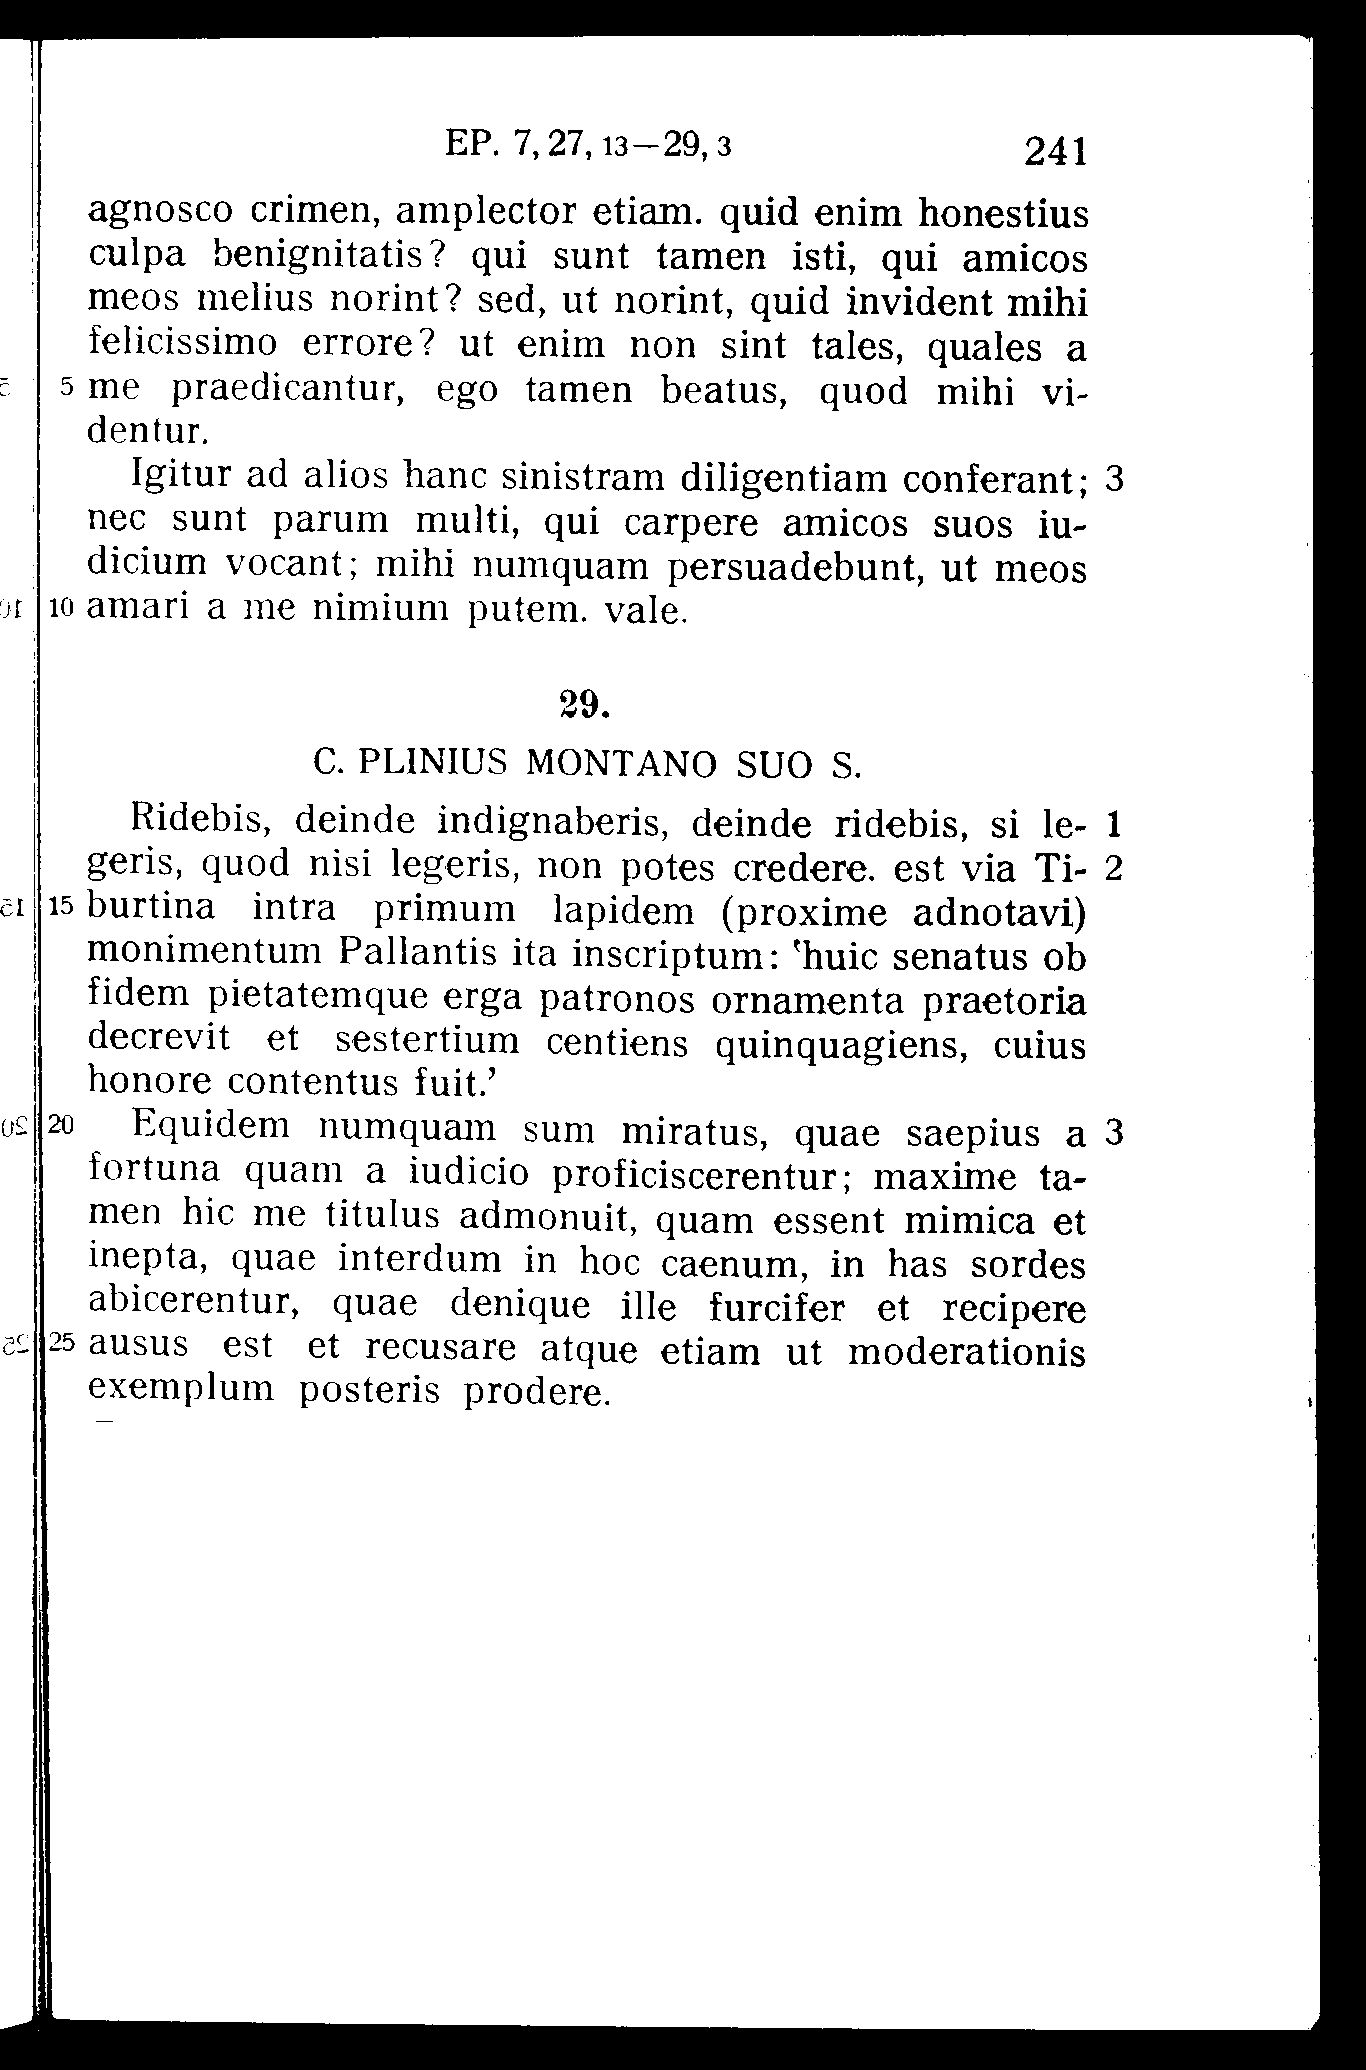 EP. 7, 27, 13—29, 3 241
agnosco crimen, amplector etiam. quid enim honestius
culpa benignitatis? qui sunt tamen isti, qui amicos
meos melius norint? sed, ut norint, quid invident mihi
felicissimo errore? ut enim non sint tales, quales a
5 me praedicantur, ego tamen beatus, quod mihi vi-
dentur.
Igitur ad alios hanc sinistram diligentiam conferant; 3
nec sunt parum multi, qui carpere amicos suos iu-
dicium vocant; mihi numquam persuadebunt, ut meos
10 amari a me nimium putem. vale.
29.
C. PLINIUS MONTANO SUO S.
Ridebis, deinde indignaberis, deinde ridebis, si le- 1
geris, quod nisi legeris, non potes credere. est via Ti- 2
15 burtina intra primum lapidem (proxime adnotavi)
monimentum Pallantis ita inscriptum: ‛huic senatus ob
fidem pietatemque erga patronos ornamenta praetoria
decrevit et sestertium centiens quinquagiens, cuius
honore contentus fuit.’
20 Equidem numquam sum miratus, quae saepius a 3
fortuna quam a iudicio proficiscerentur; maxime ta-
men hic me titulus admonuit, quam essent mimica et
inepta, quae interdum in hoc caenum, in has sordes
abicerentur, quae denique ille furcifer et recipere
25 ausus est et recusare atque etiam ut moderationis
exemplum posteris prodere.